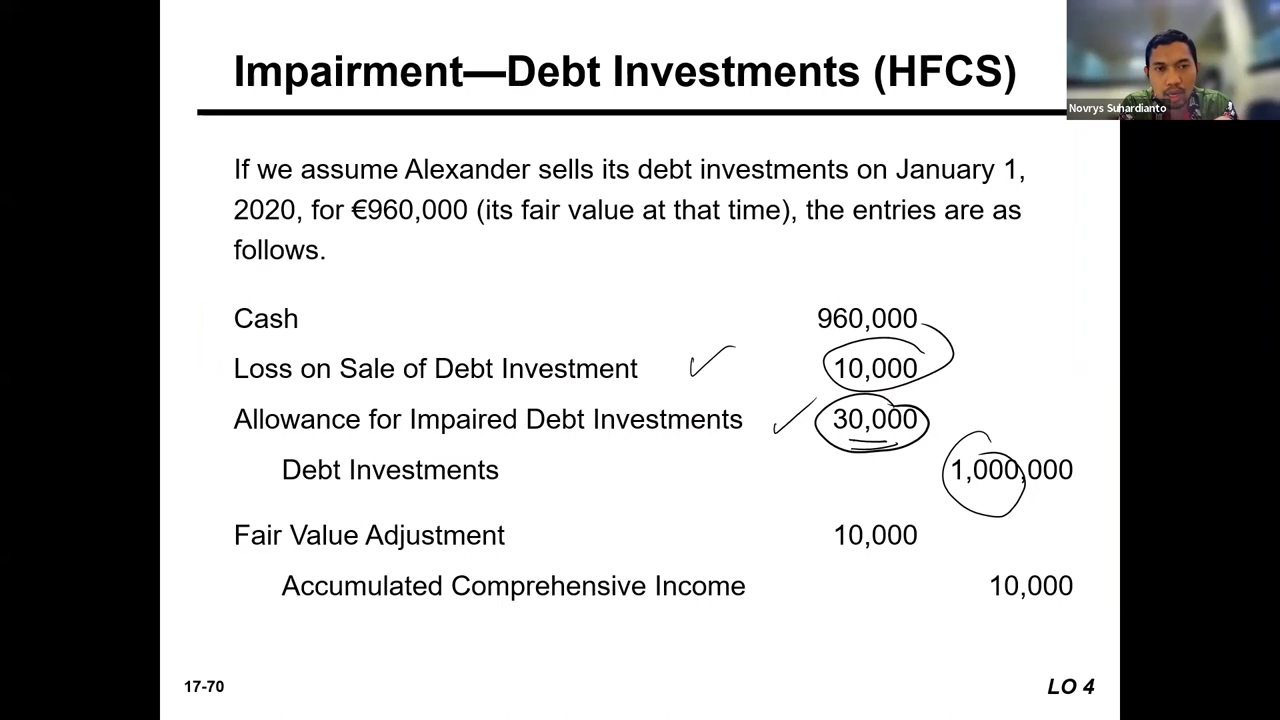 Impairment—Debt Investments (HFCS)
Novrys Suhardianto
If we assume Alexander sells its debt investments on January 1,
2020, for €960,000 (its fair value at that time), the entries are as
follows.
Cash 960,000
Loss on Sale of Debt Investment 10,000
Allowance for Impaired Debt Investments 30,000
Debt Investments 1,000,000
Fair Value Adjustment 10,000
Accumulated Comprehensive Income 10,000
17-70 LO 4